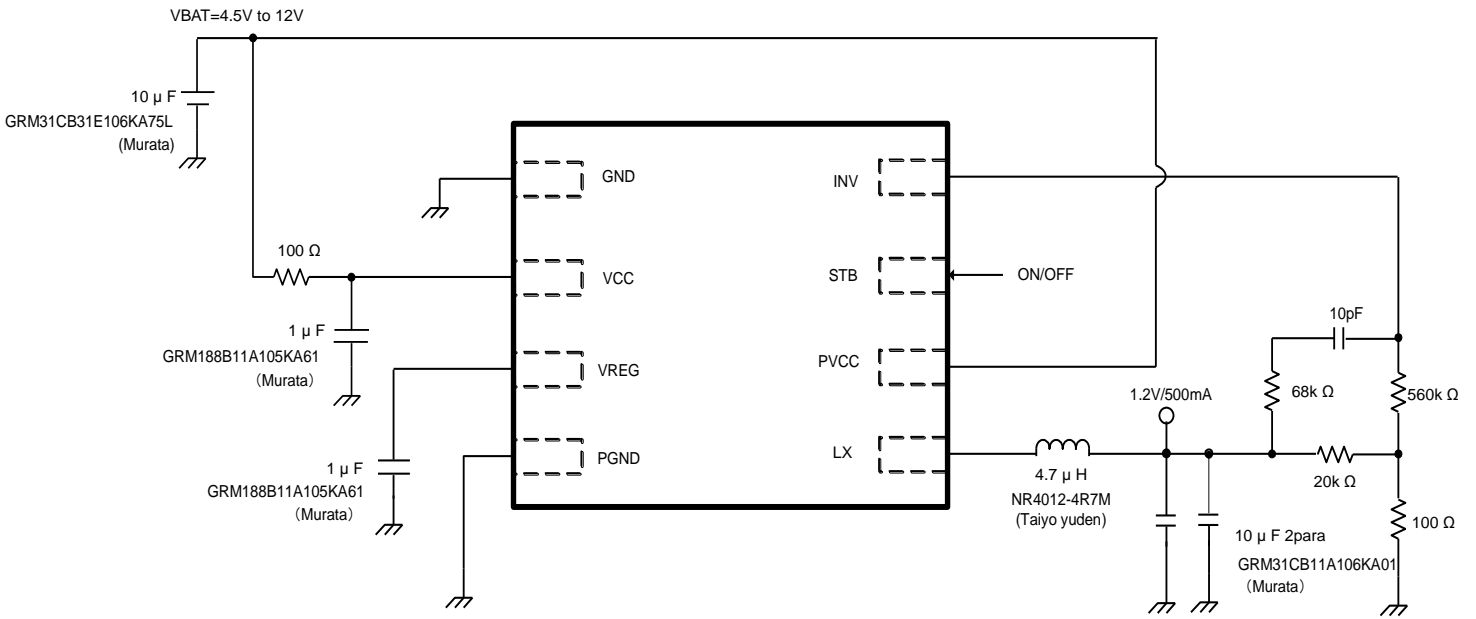 VBAT=4.5V to 12V
10 μ F
GRM31CB31E106KA75L
(Murata)
GND
INV
100 Ω
VCC
STB
ON/OFF
1 μ F
GRM188B11A105KA61
（Murata）
VREG
PVCC
10pF
68k Ω
560k Ω
1.2V/500mA
1 μ F
GRM188B11A105KA61
（Murata）
PGND
LX
4.7 μ H
NR4012-4R7M
(Taiyo yuden)
20k Ω
100 Ω
10 μ F 2para
GRM31CB11A106KA01
（Murata）